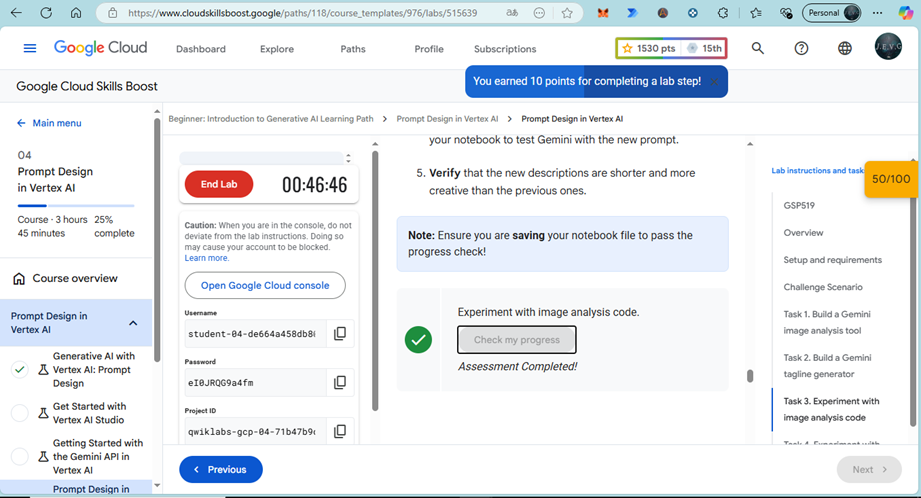 https://www.cloudskillsboost.google/paths/118/course_templates/976/labs/515639
Personal
Google Cloud
Dashboard
Explore
Paths
Profile
Subscriptions
1530 pts
15th
J.E.V.G
Google Cloud Skills Boost
You earned 10 points for completing a lab step!
Main menu
04
Prompt Design
in Vertex AI
Course · 3 hours
45 minutes
25%
complete
Course overview
Prompt Design in
Vertex AI
Generative AI with
Vertex AI: Prompt
Design
Get Started with
Vertex AI Studio
Getting Started with
the Gemini API in
Vertex AI
Prompt Design in
Beginner: Introduction to Generative AI Learning Path
Prompt Design in Vertex AI
Prompt Design in Vertex AI
End Lab
00:46:46
Caution: When you are in the console, do not
deviate from the lab instructions. Doing so
may cause your account to be blocked.
Learn more.
Open Google Cloud console
Username
student-04-de664a458db8
Password
eI0JRQG9a4fm
Project ID
qwiklabs-gcp-04-71b47b9
your notebook to test Gemini with the new prompt.
5. Verify that the new descriptions are shorter and more
creative than the previous ones.
Note: Ensure you are saving your notebook file to pass the
progress check!
Experiment with image analysis code.
Check my progress
Assessment Completed!
Lab instructions and task
50/100
GSP519
Overview
Setup and requirements
Challenge Scenario
Task 1. Build a Gemini
image analysis tool
Task 2. Build a Gemini
tagline generator
Task 3. Experiment with
image analysis code
Task 4. Experiment with
Previous
Next